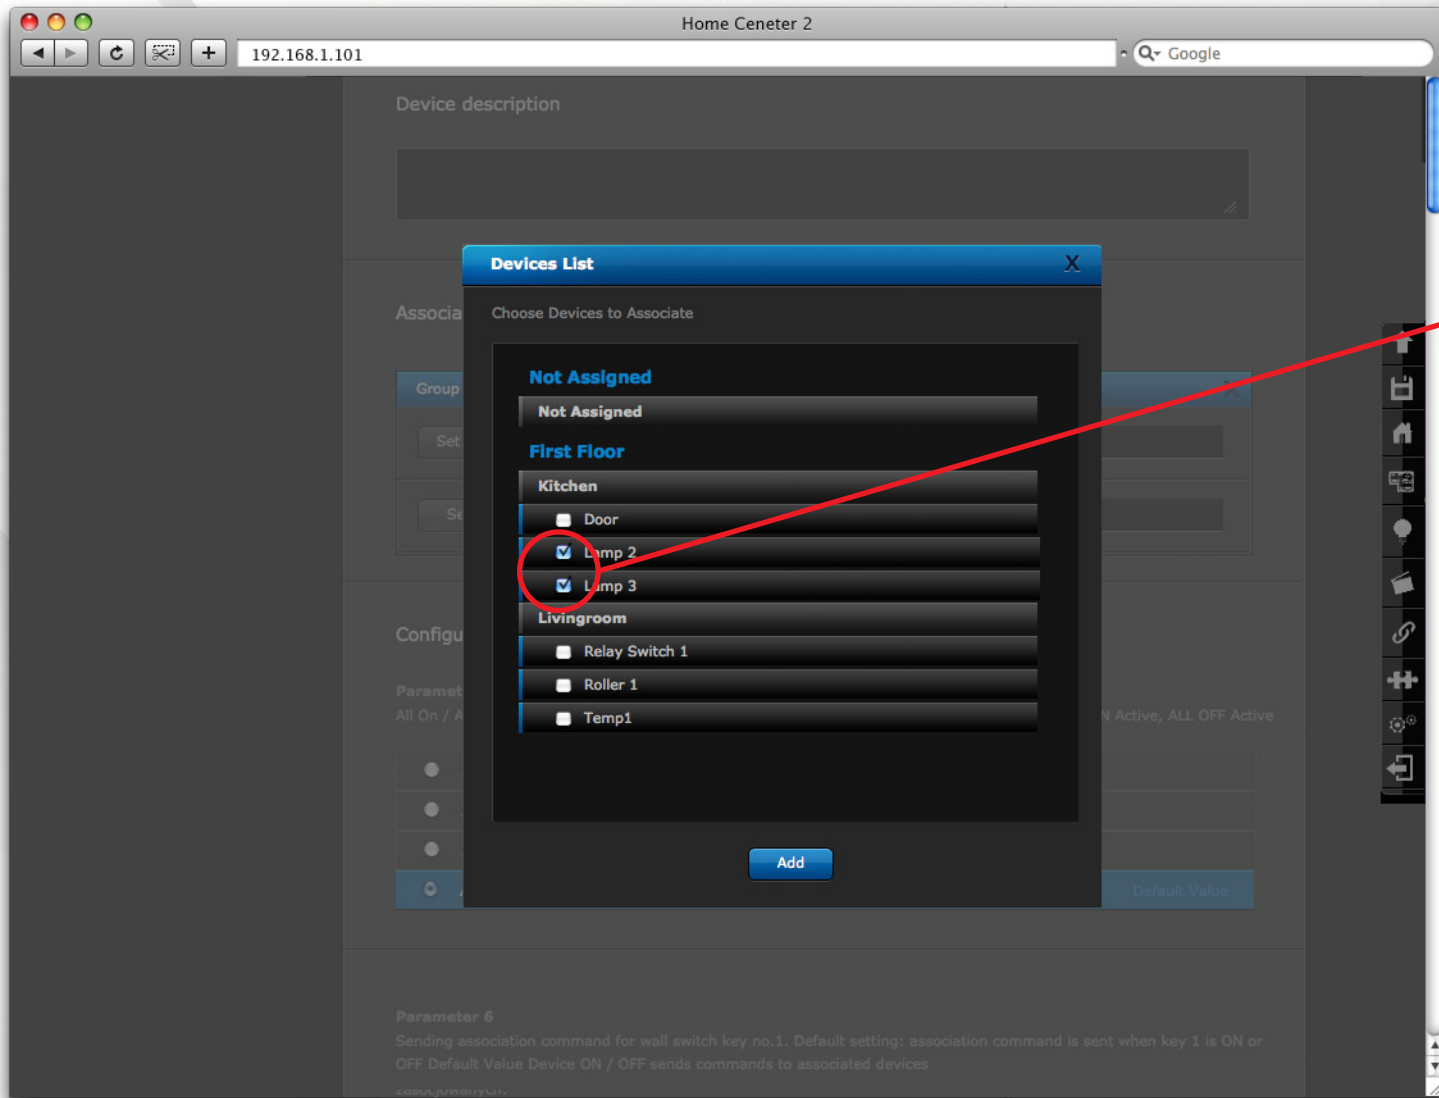 Home Ceneter 2
192.168.1.101
Google
Device description
Devices List X
Associa
Choose Devices to Associate
Not Assigned
Group X
Not Assigned
Set
First Floor
Kitchen
Se
Door
Lamp 2
Lamp 3
Livingroom
Configu
Relay Switch 1
Roller 1
Paramet
All On / A N Active, ALL OFF Active
Temp1
Add
Default Value
Parameter 6
Sending association command for wall switch key no.1. Default setting: association command is sent when key 1 is ON or
OFF Default Value Device ON / OFF sends commands to associated devices
zasocjowanych.